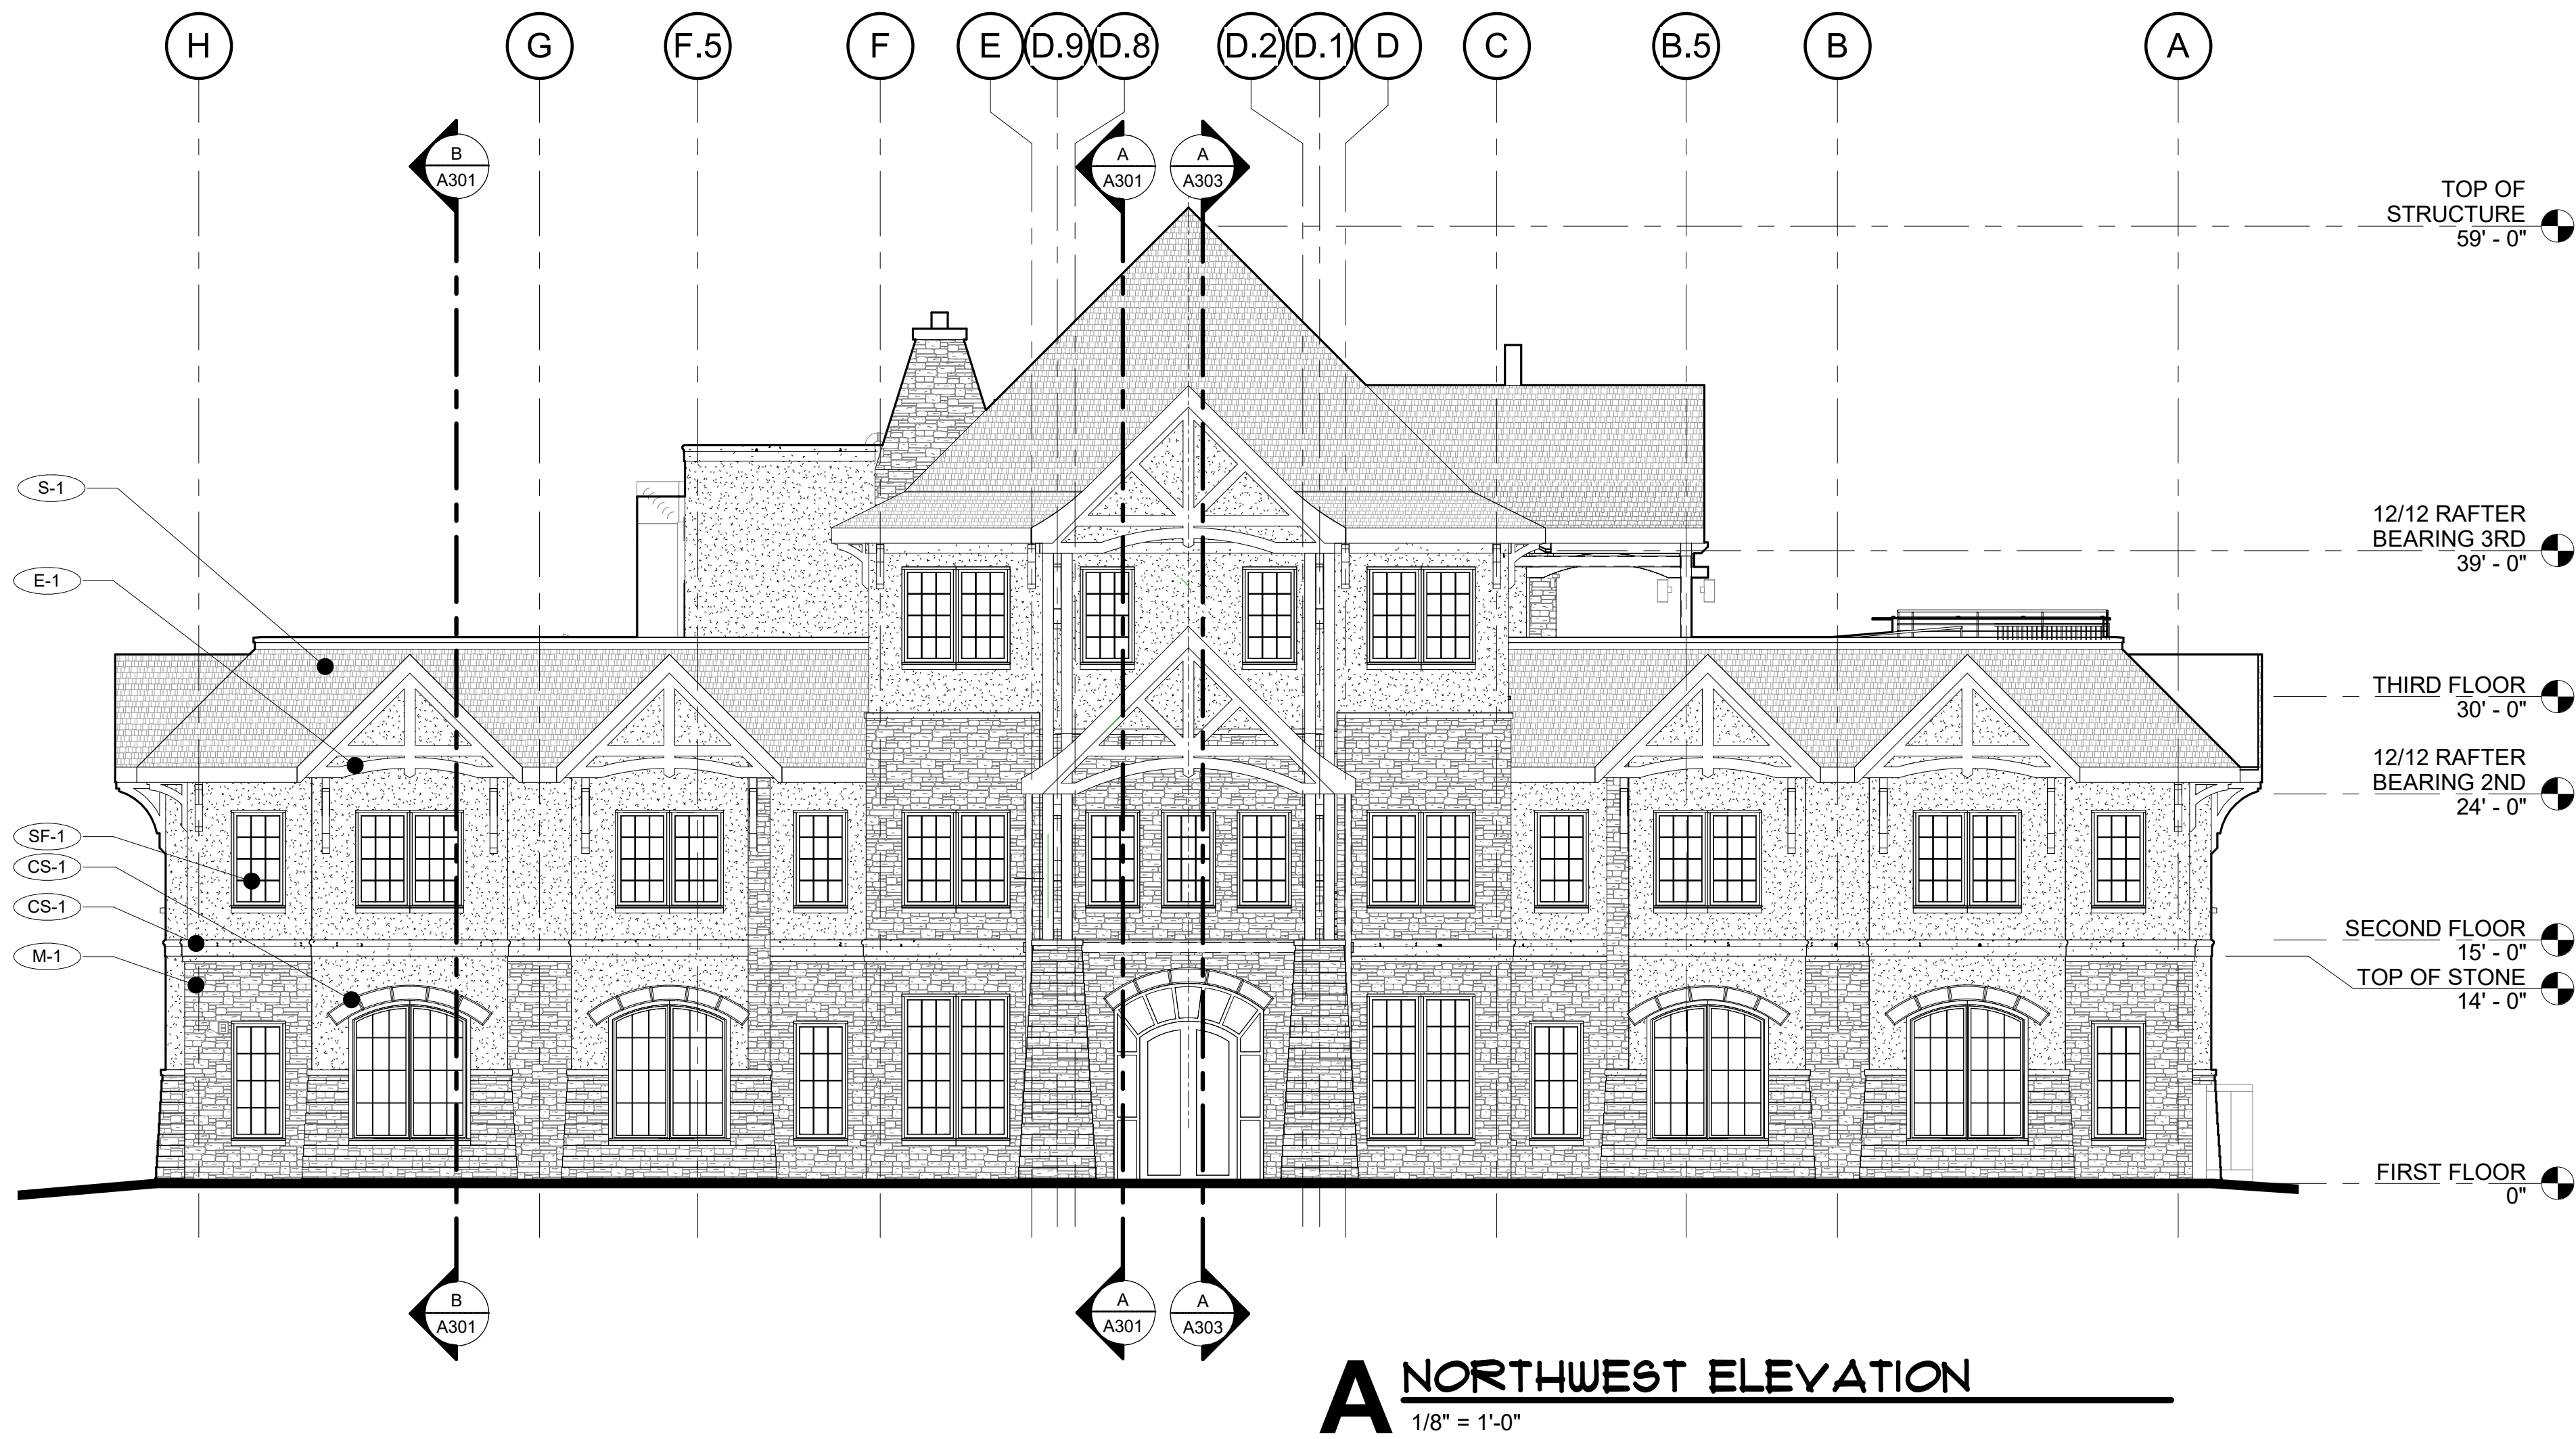 H G F.5 F E D.9 D.8 D.2 D.1 D C B.5 B A
B
A301
A
A301
A
A303
TOP OF
STRUCTURE
59' - 0"
S-1
12/12 RAFTER
BEARING 3RD
39' - 0"
E-1
THIRD FLOOR
30' - 0"
12/12 RAFTER
BEARING 2ND
24' - 0"
SF-1
CS-1
CS-1
M-1
SECOND FLOOR
15' - 0"
TOP OF STONE
14' - 0"
FIRST FLOOR
0"
B
A301
A
A301
A
A303
A NORTHWEST ELEVATION
1/8" = 1'-0"